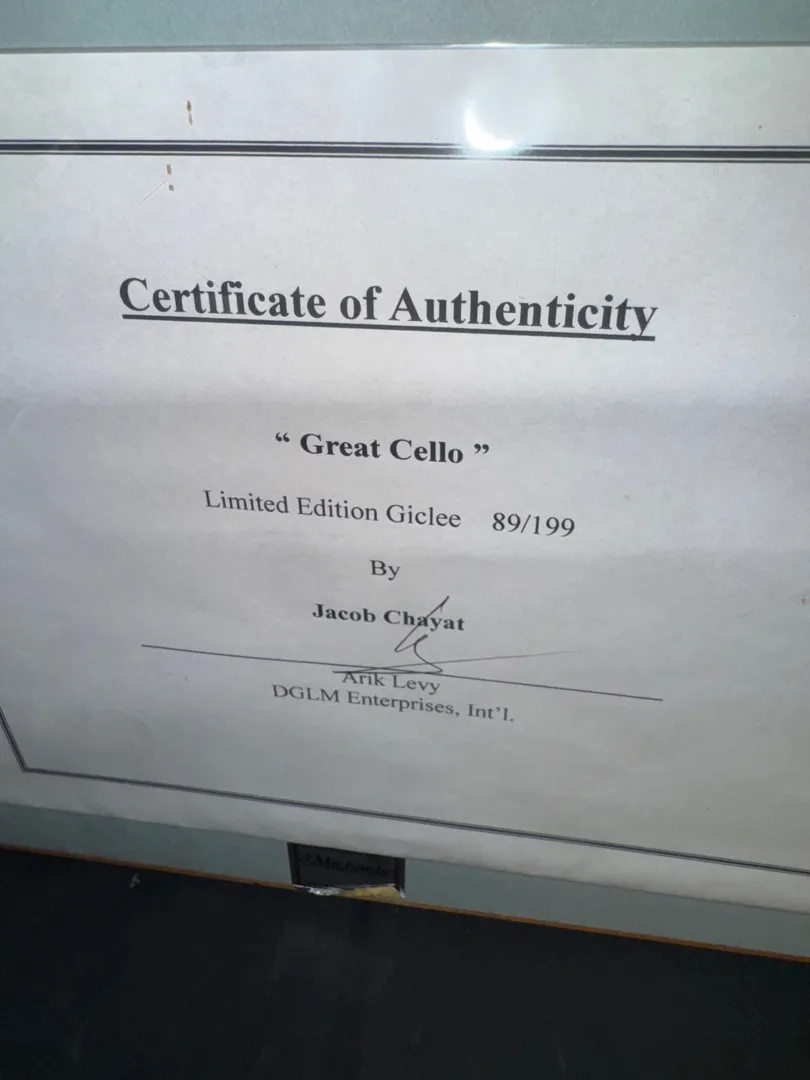 Certificate of Authenticity
“ Great Cello ”
Limited Edition Giclee 89/199
By
Jacob Chayat
Arik Levy
DGLM Enterprises, Int’l.